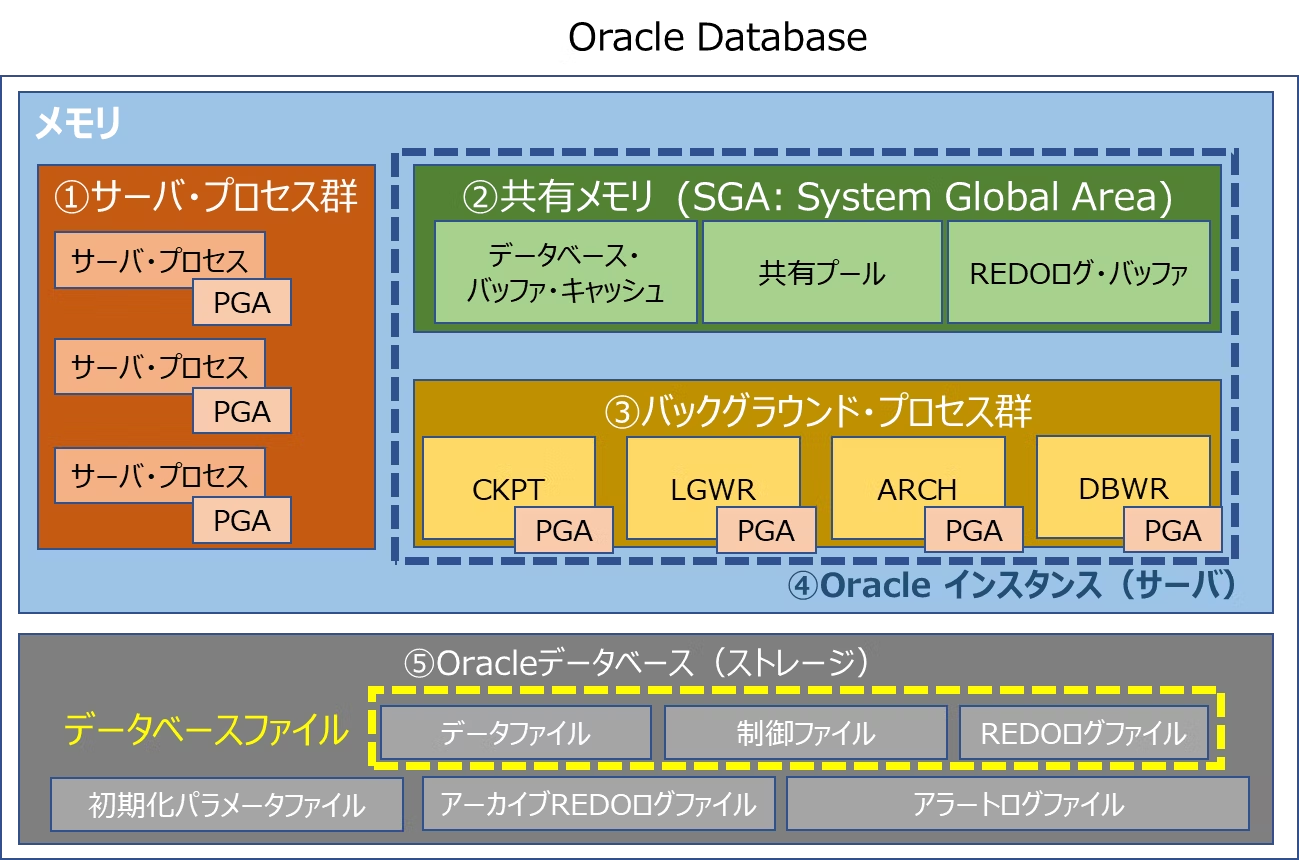 Oracle Database
メモリ
①サーバ・プロセス群
サーバ・プロセス
PGA
サーバ・プロセス
PGA
サーバ・プロセス
PGA
②共有メモリ (SGA: System Global Area)
データベース・
バッファ・キャッシュ
共有プール
REDOログ・バッファ
③バックグラウンド・プロセス群
CKPT
PGA
LGWR
PGA
ARCH
PGA
DBWR
PGA
④Oracle インスタンス（サーバ）
⑤Oracleデータベース（ストレージ）
データベースファイル
データファイル
制御ファイル
REDOログファイル
初期化パラメータファイル
アーカイブREDOログファイル
アラートログファイル